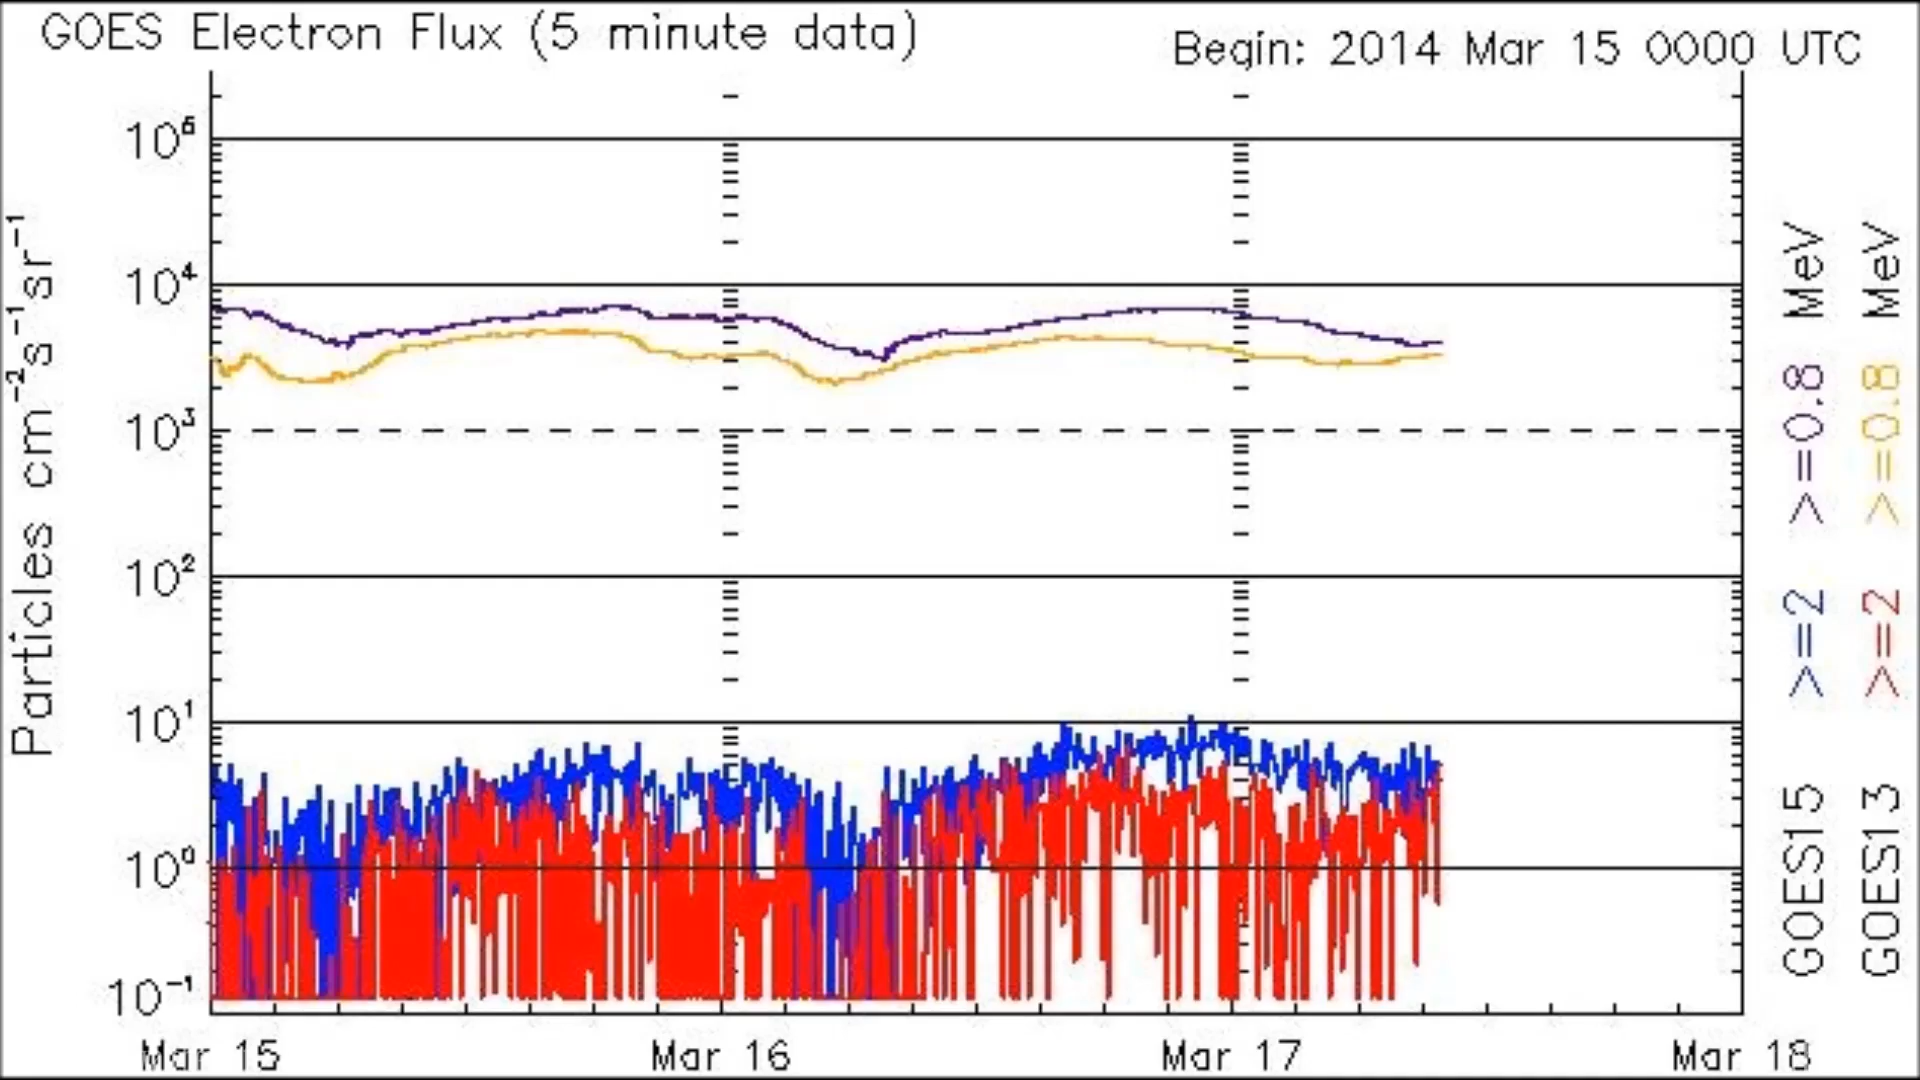 GOES Electron Flux (5 minute data)
Begin: 2014 Mar 15 0000 UTC
Particles cm⁻²s⁻¹sr⁻¹
10⁶
10⁴
10³
10²
10¹
10⁰
10⁻¹
Mar 15
Mar 16
Mar 17
Mar 18
GOES15 >=2 >=0.8 MeV
GOES13 >=2 >=0.8 MeV